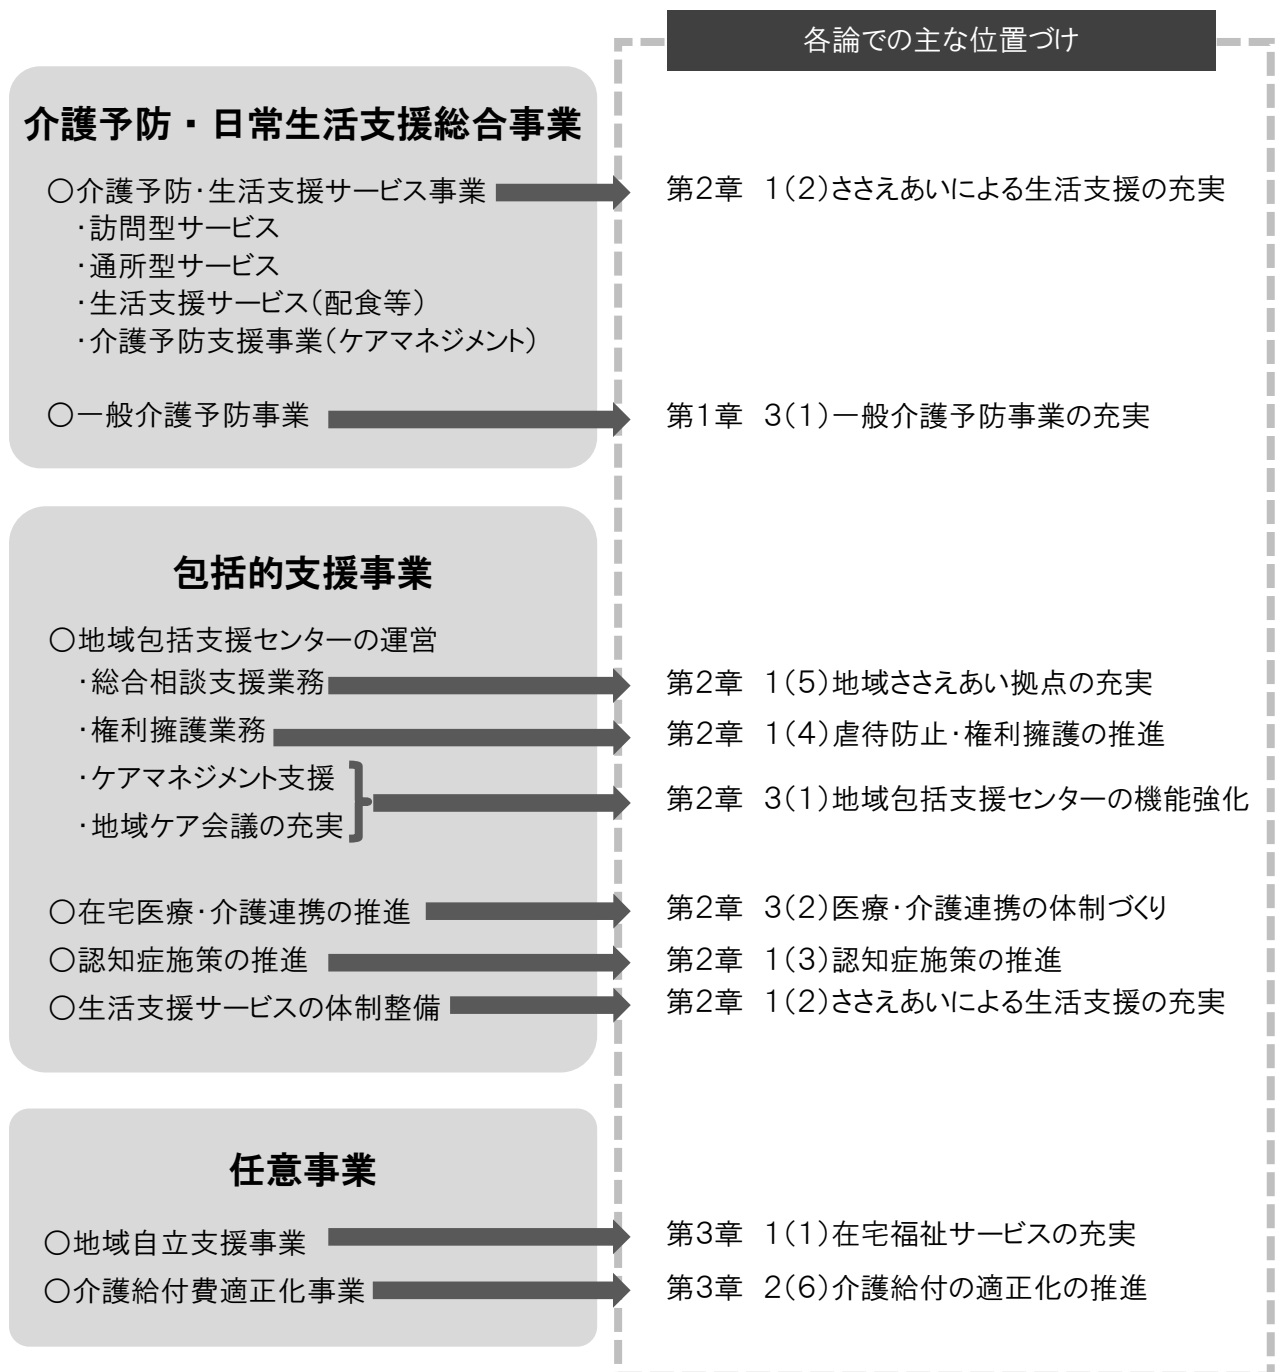 各論での主な位置づけ
介護予防・日常生活支援総合事業
○介護予防・生活支援サービス事業
第2章 1(2)ささえあいによる生活支援の充実
・訪問型サービス
・通所型サービス
・生活支援サービス(配食等)
・介護予防支援事業(ケアマネジメント)
○一般介護予防事業
第1章 3(1)一般介護予防事業の充実
包括的支援事業
○地域包括支援センターの運営
・総合相談支援業務
第2章 1(5)地域ささえあい拠点の充実
・権利擁護業務
第2章 1(4)虐待防止・権利擁護の推進
・ケアマネジメント支援
・地域ケア会議の充実
第2章 3(1)地域包括支援センターの機能強化
○在宅医療・介護連携の推進
第2章 3(2)医療・介護連携の体制づくり
○認知症施策の推進
第2章 1(3)認知症施策の推進
○生活支援サービスの体制整備
第2章 1(2)ささえあいによる生活支援の充実
任意事業
○地域自立支援事業
第3章 1(1)在宅福祉サービスの充実
○介護給付費適正化事業
第3章 2(6)介護給付の適正化の推進